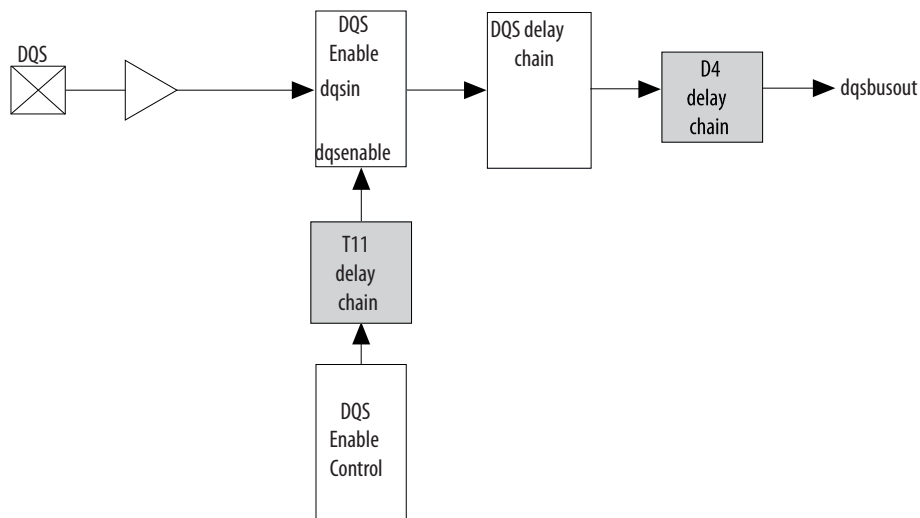 DQS
DQS
Enable
dqsin
dqsenable
DQS delay
chain
D4
delay
chain
dqsbusout
T11
delay
chain
DQS
Enable
Control